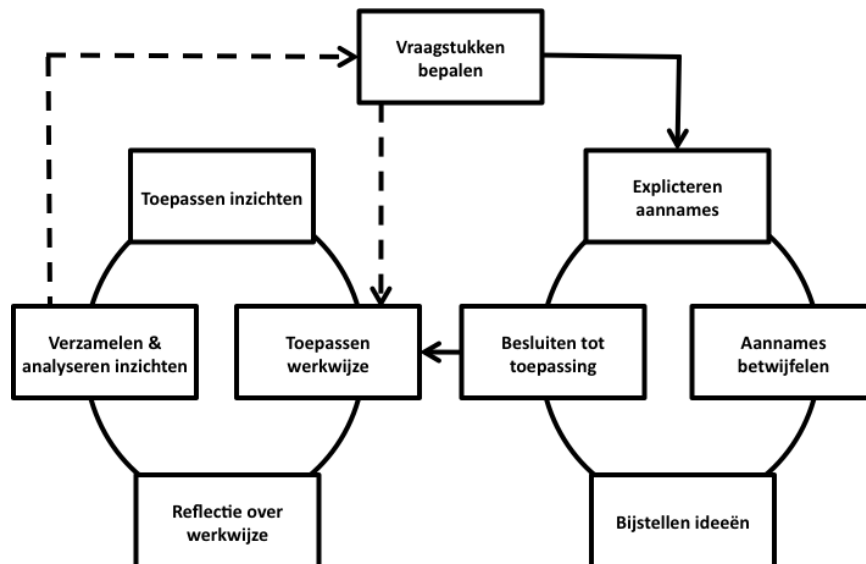 Vraagstukken
bepalen
Toepassen inzichten
Expliciteren
aannames
Verzamelen &
analyseren inzichten
Toepassen
werkwijze
Besluiten tot
toepassing
Aannames
betwijfelen
Reflectie over
werkwijze
Bijstellen ideeën